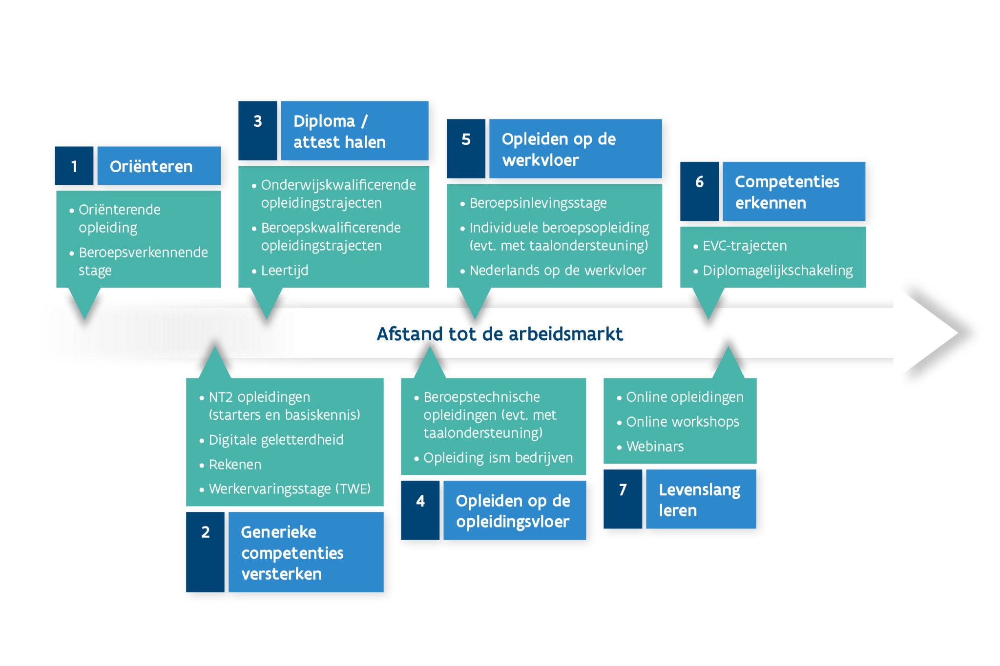 1
Oriënteren
• Oriënterende
opleiding
• Beroepsverkennende
stage
3
Diploma /
attest halen
• Onderwijskwalificerende
opleidingstrajecten
• Beroepskwalificerende
opleidingstrajecten
• Leertijd
5
Opleiden op de
werkvloer
• Beroepsinlevingsstage
• Individuele beroepsopleiding
(evt. met taalondersteuning)
• Nederlands op de werkvloer
6
Competenties
erkennen
• EVC-trajecten
• Diplomagelijkschakeling
Afstand tot de arbeidsmarkt
• NT2 opleidingen
(starters en basiskennis)
• Digitale geletterdheid
• Rekenen
• Werkervaringsstage (TWE)
2
Generieke
competenties
versterken
• Beroepstechnische
opleidingen (evt. met
taalondersteuning)
• Opleiding ism bedrijven
4
Opleiden op de
opleidingsvloer
• Online opleidingen
• Online workshops
• Webinars
7
Levenslang
leren